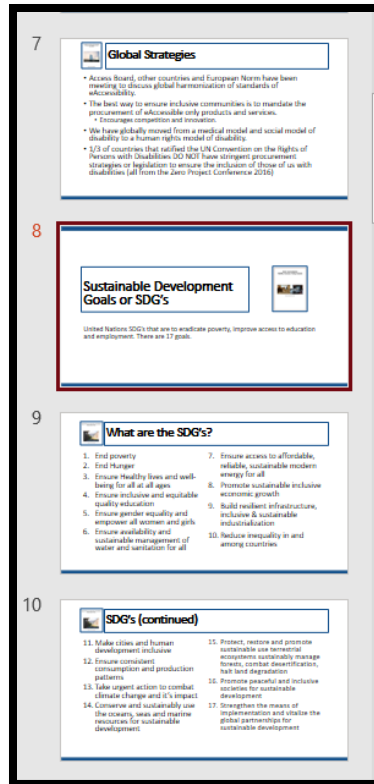 7
Global Strategies
• Access Board, other countries and European Norm have been
meeting to discuss global harmonization of standards of
eAccessibility.
• The best way to ensure inclusive communities is to mandate the
procurement of eAccessible only products and services.
• Encourages competition and innovation.
• We have globally moved from a medical model and social model of
disability to a human rights model of disability.
• 1/3 of countries that ratified the UN Convention on the Rights of
Persons with Disabilities DO NOT have stringent procurement
strategies or legislation to ensure the inclusion of those of us with
disabilities (all from the Zero Project Conference 2016)
8
Sustainable Development
Goals or SDG's
United Nations SDG's that are to eradicate poverty, improve access to education
and employment. There are 17 goals.
9
What are the SDG's?
1. End poverty
2. End Hunger
3. Ensure Healthy lives and well-
being for all at all ages
4. Ensure inclusive and equitable
quality education
5. Ensure gender equality and
empower all women and girls
6. Ensure availability and
sustainable management of
water and sanitation for all
7. Ensure access to affordable,
reliable, sustainable modern
energy for all
8. Promote sustainable inclusive
economic growth
9. Build resilient infrastructure,
inclusive & sustainable
industrialization
10. Reduce inequality in and
among countries
10
SDG's (continued)
11. Make cities and human
development inclusive
12. Ensure consistent
consumption and production
patterns
13. Take urgent action to combat
climate change and it's impact
14. Conserve and sustainably use
the oceans, seas and marine
resources for sustainable
development
15. Protect, restore and promote
sustainable use terrestrial
ecosystems sustainably manage
forests, combat desertification,
halt land degradation
16. Promote peaceful and inclusive
societies for sustainable
development
17. Strengthen the means of
implementation and vitalize the
global partnerships for
sustainable development